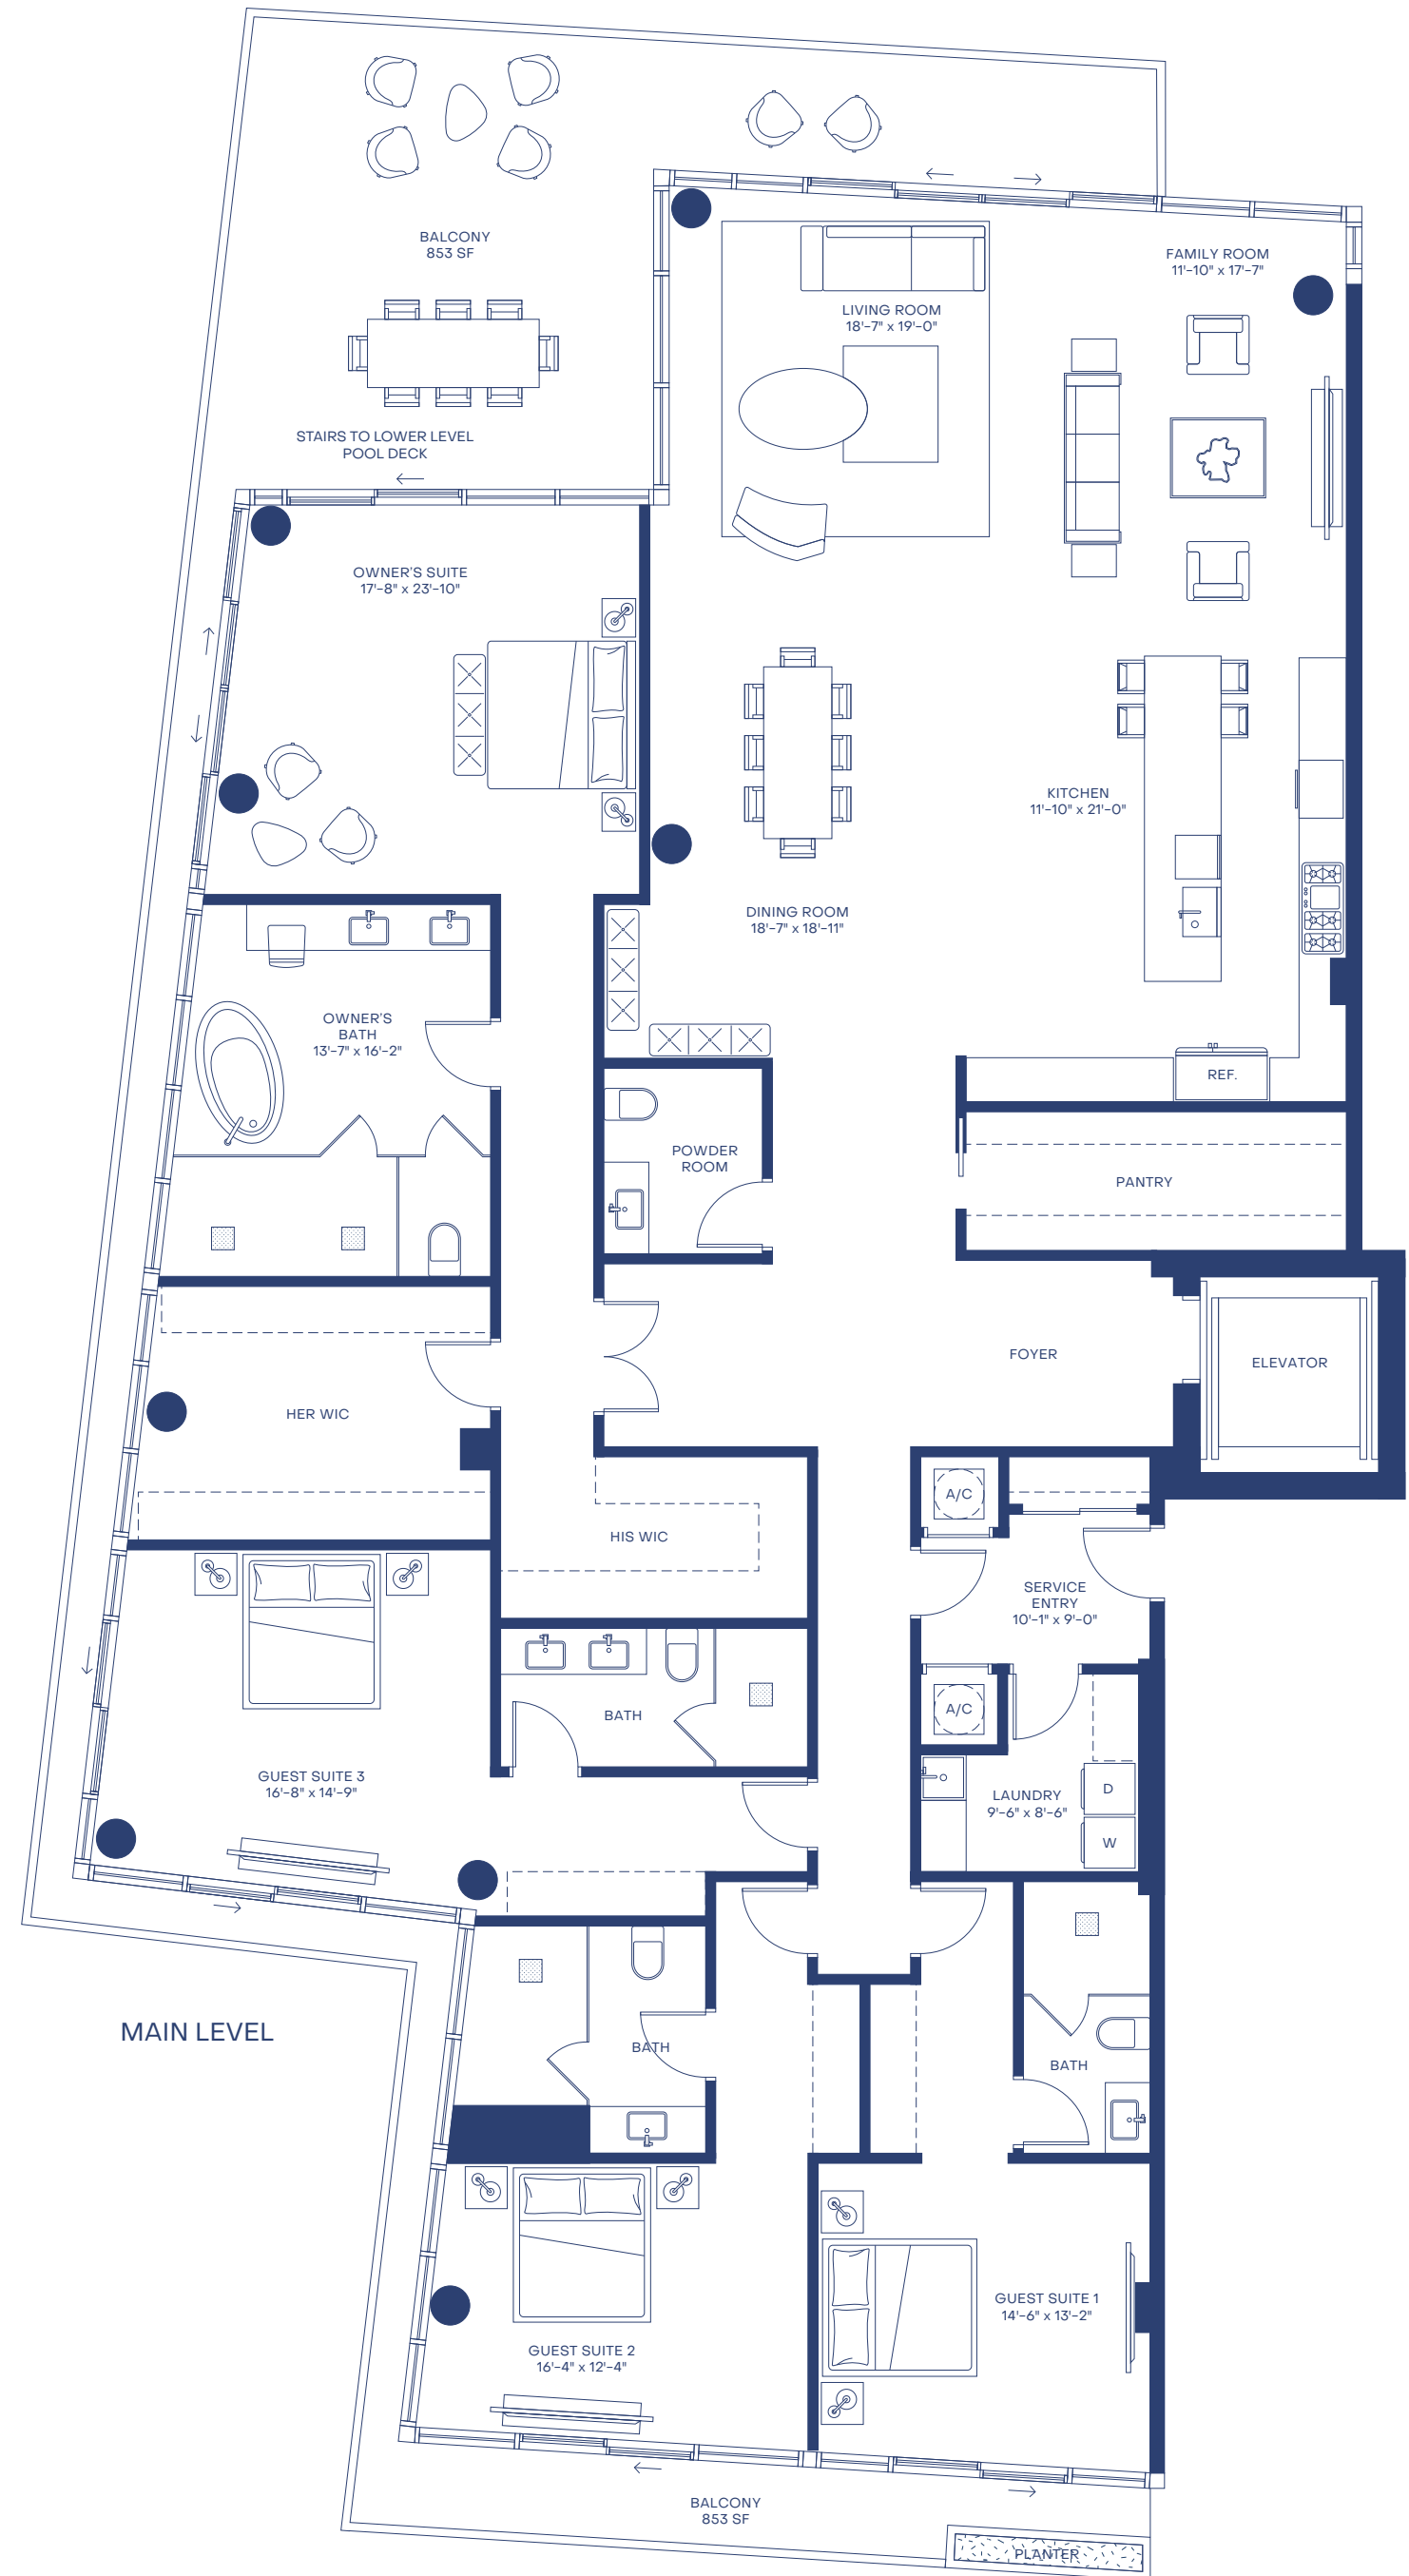 BALCONY
853 SF
FAMILY ROOM
11'-10" x 17'-7"
LIVING ROOM
18'-7" x 19'-0"
STAIRS TO LOWER LEVEL
POOL DECK
OWNER'S SUITE
17'-8" x 23'-10"
KITCHEN
11'-10" x 21'-0"
DINING ROOM
18'-7" x 18'-11"
OWNER'S
BATH
13'-7" x 16'-2"
REF.
POWDER
ROOM
PANTRY
FOYER
ELEVATOR
HER WIC
A/C
HIS WIC
SERVICE
ENTRY
10'-1" x 9'-0"
BATH
A/C
GUEST SUITE 3
16'-8" x 14'-9"
LAUNDRY
9'-6" x 8'-6"
D
W
MAIN LEVEL
BATH
BATH
GUEST SUITE 1
14'-6" x 13'-2"
GUEST SUITE 2
16'-4" x 12'-4"
BALCONY
853 SF
PLANTER